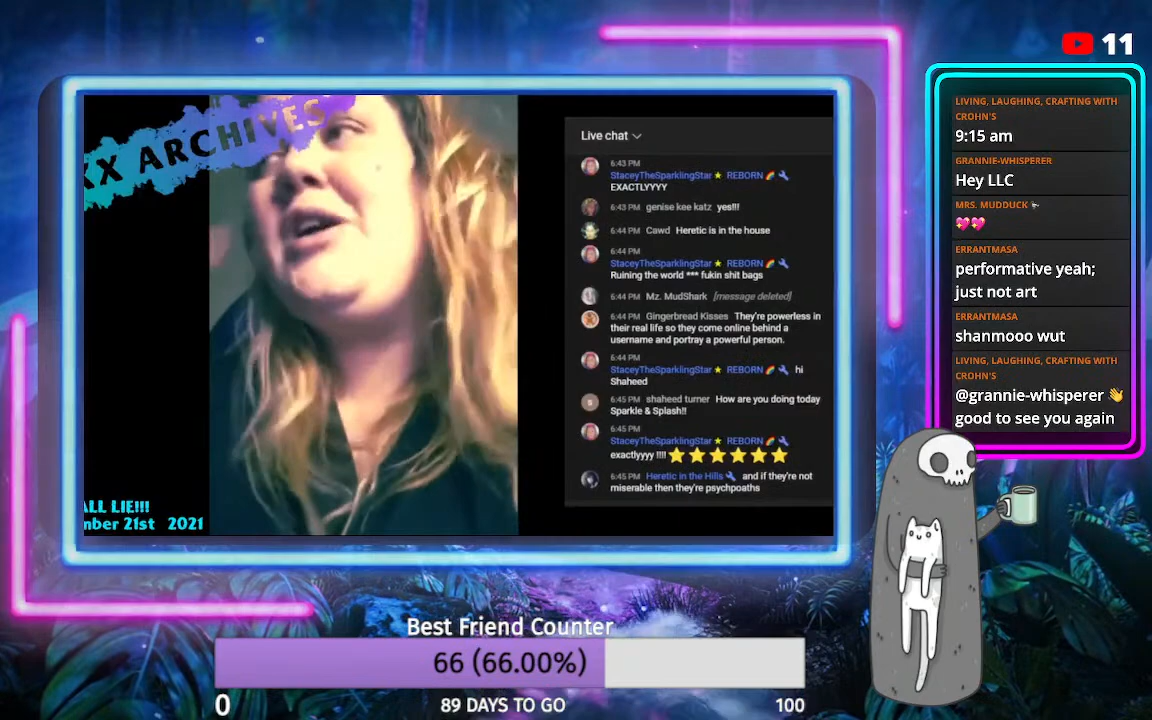 XX ARCHIVES
ALL LIE!!!
mber 21st 2021
Live chat
6:43 PM
StaceyTheSparklingStar ★ REBORN
EXACTLYYYY
6:43 PM genise kee katz yes!!!
6:44 PM Cawd Heretic is in the house
6:44 PM
StaceyTheSparklingStar ★ REBORN
Ruining the world *** fukin shit bags
6:44 PM Mz. MudShark [message deleted]
6:44 PM Gingerbread Kisses They're powerless in
their real life so they come online behind a
username and portray a powerful person.
6:44 PM
StaceyTheSparklingStar ★ REBORN hi
Shaheed
6:45 PM shaheed turner How are you doing today
Sparkle & Splash!!
6:45 PM
StaceyTheSparklingStar ★ REBORN
exactlyyyy !!!! ⭐⭐⭐⭐⭐⭐
6:45 PM Heretic in the Hills and if they're not
miserable then they're psychpoaths
11
LIVING, LAUGHING, CRAFTING WITH
CROHN'S
9:15 am
GRANNIE-WHISPERER
Hey LLC
MRS. MUDDUCK
💖💖
ERRANTMASA
performative yeah;
just not art
ERRANTMASA
shanmooo wut
LIVING, LAUGHING, CRAFTING WITH
CROHN'S
@grannie-whisperer 👋
good to see you again
Best Friend Counter
66 (66.00%)
0 89 DAYS TO GO 100